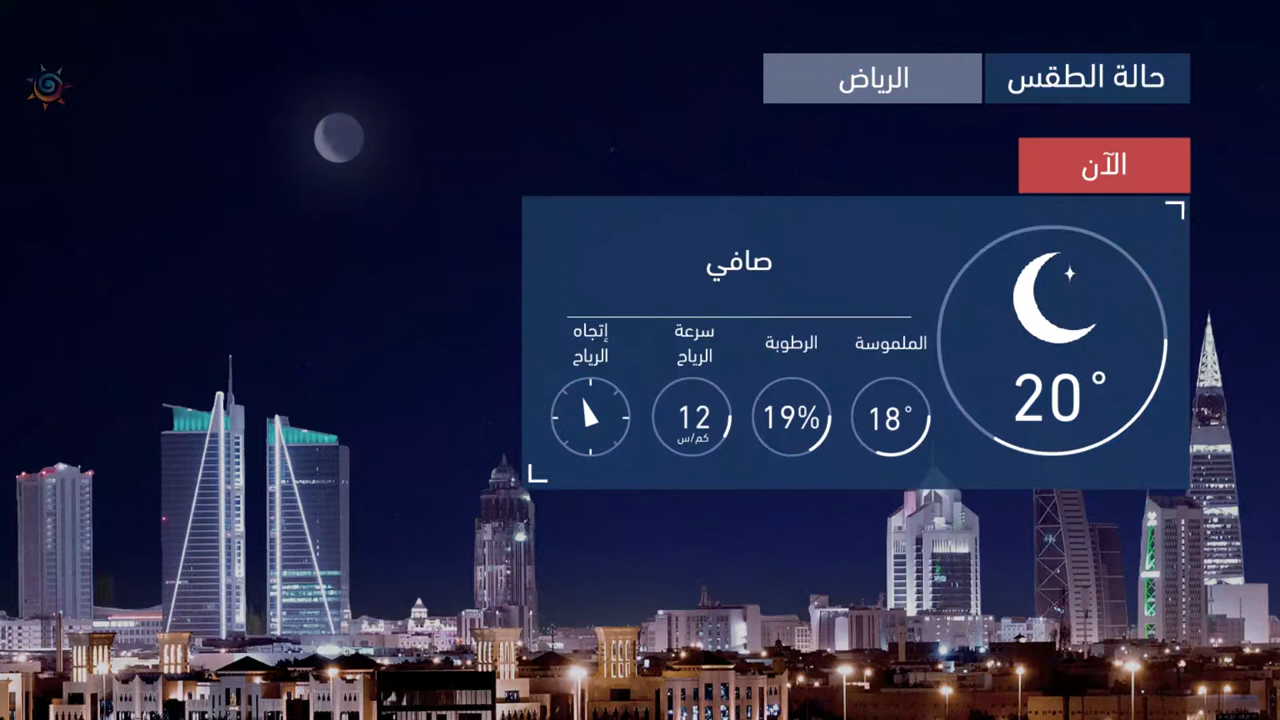 حالة الطقس
الرياض
الآن
20°
صافي
الملموسة
18°
الرطوبة
19%
سرعة
الرياح
12
كم/س
إتجاه
الرياح